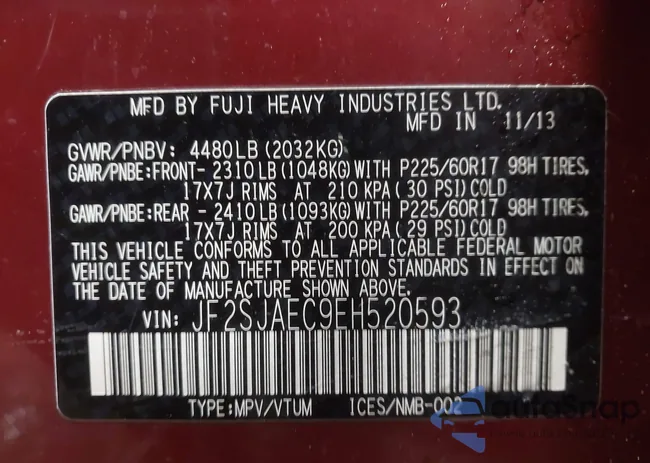 MFD BY FUJI HEAVY INDUSTRIES LTD.
MFD IN 11/13
GVWR/PNBV: 4480LB(2032KG)
GAWR/PNBE:FRONT- 2310LB(1048KG)WITH P225/60R17 98H TIRES,
17X7J RIMS AT 210 KPA( 30 PSI)COLD
GAWR/PNBE:REAR - 2410LB(1093KG)WITH P225/60R17 98H TIRES,
17X7J RIMS AT 200 KPA( 29 PSI)COLD
THIS VEHICLE CONFORMS TO ALL APPLICABLE FEDERAL MOTOR
VEHICLE SAFETY AND THEFT PREVENTION STANDARDS IN EFFECT ON
THE DATE OF MANUFACTURE SHOWN ABOVE.
VIN: JF2SJAEC9EH520593
TYPE:MPV/VTUM ICES/NMB-002
autoSnap